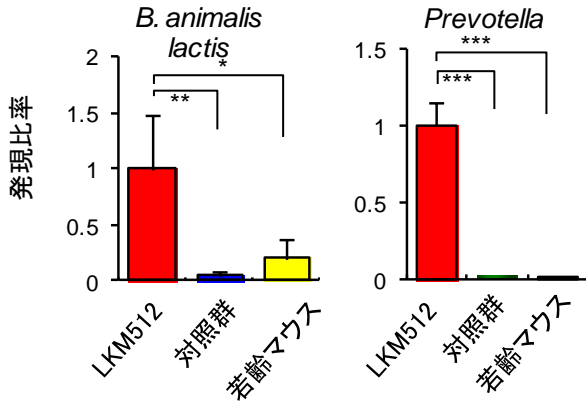 B. animalis
lactis
2
1.5
1
0.5
0
*
**
LKM512
対照群
若齢マウス
発現比率
Prevotella
1.5
1
0.5
0
***
***
LKM512
対照群
若齢マウス